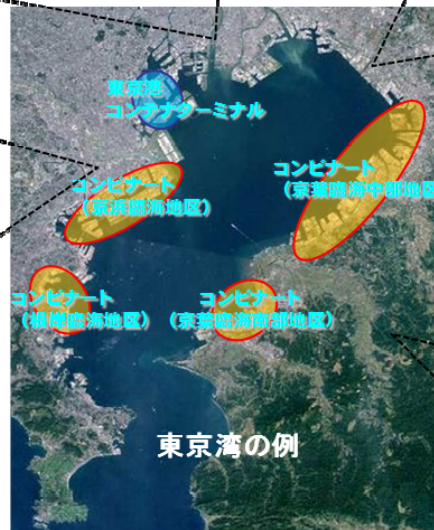 東京港
コンテナターミナル
コンビナート
（京浜臨海地区）
コンビナート
（京葉臨海中部地区
コンビナート
（根岸臨海地区）
コンビナート
（京葉臨海南部地区）
東京湾の例